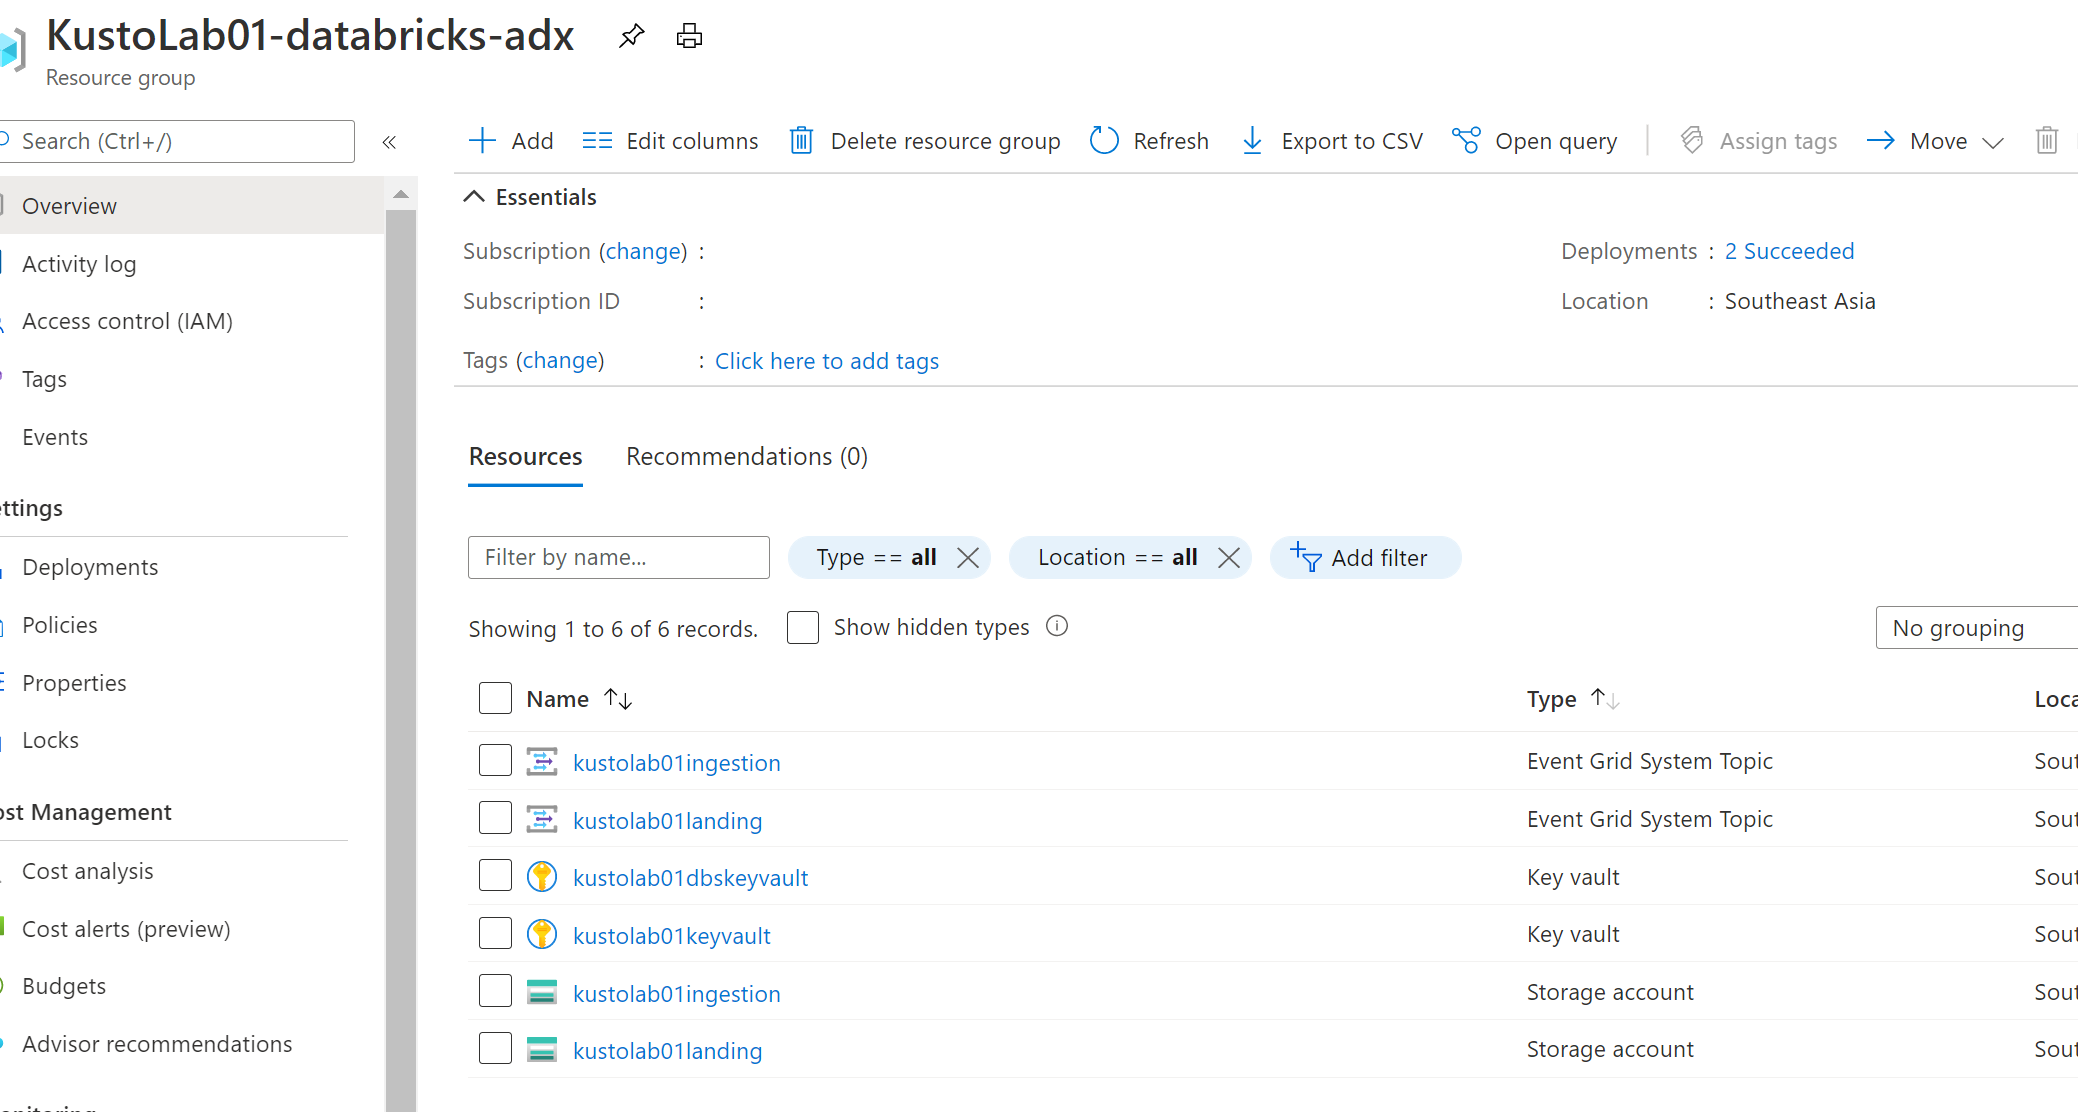 KustoLab01-databricks-adx
Resource group
Search (Ctrl+/)
«
Add
Edit columns
Delete resource group
Refresh
Export to CSV
Open query
Assign tags
Move
Overview
Activity log
Access control (IAM)
Tags
Events
ettings
Deployments
Policies
Properties
Locks
ost Management
Cost analysis
Cost alerts (preview)
Budgets
Advisor recommendations
Essentials
Subscription (change) :
Deployments : 2 Succeeded
Subscription ID :
Location : Southeast Asia
Tags (change) : Click here to add tags
Resources
Recommendations (0)
Filter by name...
Type == all
Location == all
Add filter
Showing 1 to 6 of 6 records.
Show hidden types
No grouping
Name Type Loca
kustolab01ingestion Event Grid System Topic Sout
kustolab01landing Event Grid System Topic Sout
kustolab01dbskeyvault Key vault Sout
kustolab01keyvault Key vault Sout
kustolab01ingestion Storage account Sout
kustolab01landing Storage account Sout